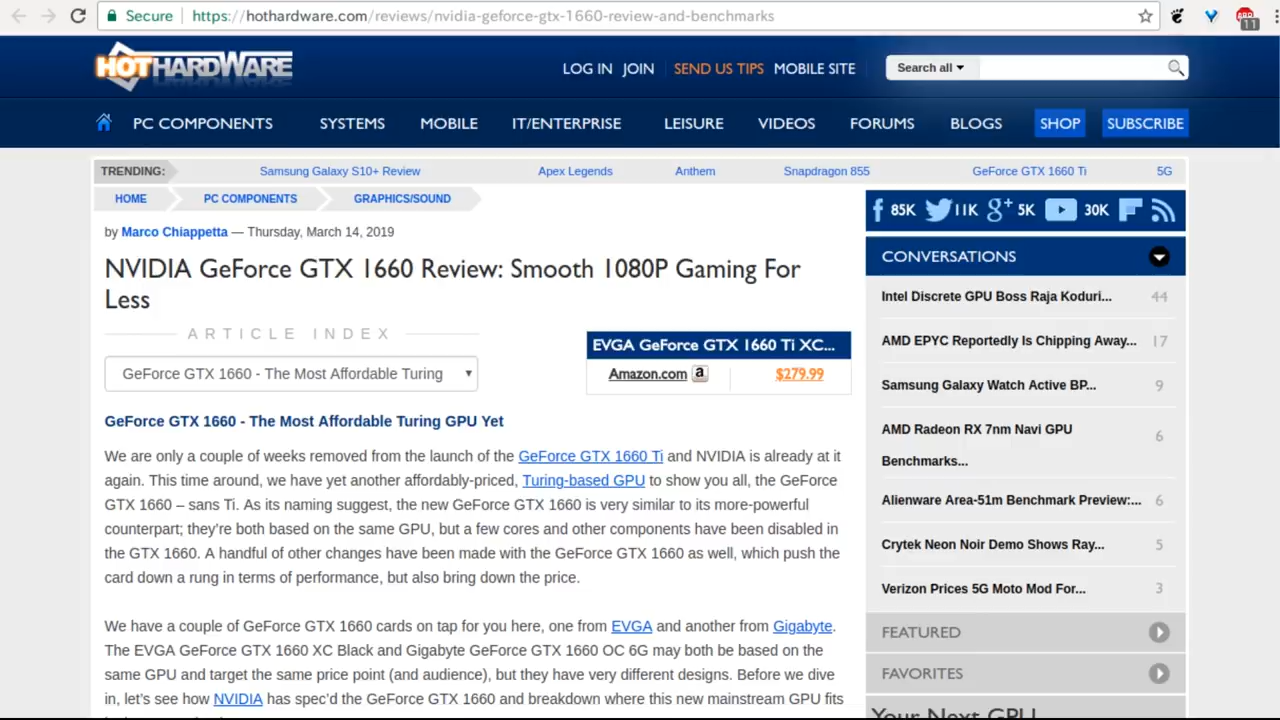 Secure https://hothardware.com/reviews/nvidia-geforce-gtx-1660-review-and-benchmarks
11
HOTHARDWARE
LOG IN JOIN SEND US TIPS MOBILE SITE Search all
PC COMPONENTS SYSTEMS MOBILE IT/ENTERPRISE LEISURE VIDEOS FORUMS BLOGS SHOP SUBSCRIBE
TRENDING: Samsung Galaxy S10+ Review Apex Legends Anthem Snapdragon 855 GeForce GTX 1660 Ti 5G
HOME PC COMPONENTS GRAPHICS/SOUND
by Marco Chiappetta — Thursday, March 14, 2019
NVIDIA GeForce GTX 1660 Review: Smooth 1080P Gaming For
Less
ARTICLE INDEX
GeForce GTX 1660 - The Most Affordable Turing
EVGA GeForce GTX 1660 Ti XC...
Amazon.com a $279.99
GeForce GTX 1660 - The Most Affordable Turing GPU Yet
We are only a couple of weeks removed from the launch of the GeForce GTX 1660 Ti and NVIDIA is already at it
again. This time around, we have yet another affordably-priced, Turing-based GPU to show you all, the GeForce
GTX 1660 – sans Ti. As its naming suggest, the new GeForce GTX 1660 is very similar to its more-powerful
counterpart; they're both based on the same GPU, but a few cores and other components have been disabled in
the GTX 1660. A handful of other changes have been made with the GeForce GTX 1660 as well, which push the
card down a rung in terms of performance, but also bring down the price.
We have a couple of GeForce GTX 1660 cards on tap for you here, one from EVGA and another from Gigabyte.
The EVGA GeForce GTX 1660 XC Black and Gigabyte GeForce GTX 1660 OC 6G may both be based on the
same GPU and target the same price point (and audience), but they have very different designs. Before we dive
in, let's see how NVIDIA has spec'd the GeForce GTX 1660 and breakdown where this new mainstream GPU fits
85K 11K g+ 5K 30K
CONVERSATIONS
Intel Discrete GPU Boss Raja Koduri... 44
AMD EPYC Reportedly Is Chipping Away... 17
Samsung Galaxy Watch Active BP... 9
AMD Radeon RX 7nm Navi GPU
Benchmarks... 6
Alienware Area-51m Benchmark Preview:... 6
Crytek Neon Noir Demo Shows Ray... 5
Verizon Prices 5G Moto Mod For... 3
FEATURED
FAVORITES
Your Next GPU